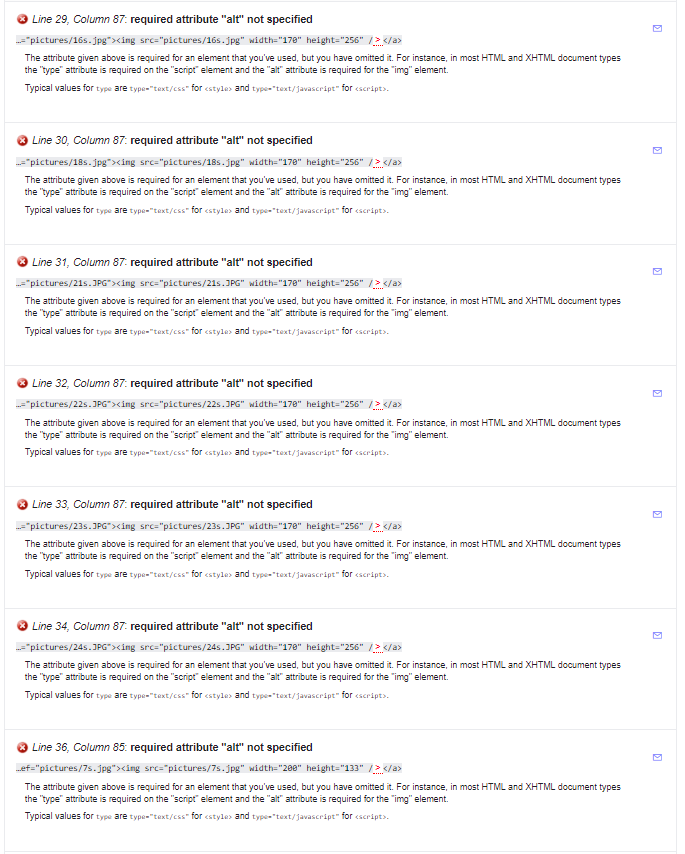 Line 29, Column 87: required attribute "alt" not specified
…="pictures/16s.jpg"><img src="pictures/16s.jpg" width="170" height="256" /></a>
The attribute given above is required for an element that you've used, but you have omitted it. For instance, in most HTML and XHTML document types
the "type" attribute is required on the "script" element and the "alt" attribute is required for the "img" element.
Typical values for type are type="text/css" for <style> and type="text/javascript" for <script>.
Line 30, Column 87: required attribute "alt" not specified
…="pictures/18s.jpg"><img src="pictures/18s.jpg" width="170" height="256" /></a>
The attribute given above is required for an element that you've used, but you have omitted it. For instance, in most HTML and XHTML document types
the "type" attribute is required on the "script" element and the "alt" attribute is required for the "img" element.
Typical values for type are type="text/css" for <style> and type="text/javascript" for <script>.
Line 31, Column 87: required attribute "alt" not specified
…="pictures/21s.JPG"><img src="pictures/21s.JPG" width="170" height="256" /></a>
The attribute given above is required for an element that you've used, but you have omitted it. For instance, in most HTML and XHTML document types
the "type" attribute is required on the "script" element and the "alt" attribute is required for the "img" element.
Typical values for type are type="text/css" for <style> and type="text/javascript" for <script>.
Line 32, Column 87: required attribute "alt" not specified
…="pictures/22s.JPG"><img src="pictures/22s.JPG" width="170" height="256" /></a>
The attribute given above is required for an element that you've used, but you have omitted it. For instance, in most HTML and XHTML document types
the "type" attribute is required on the "script" element and the "alt" attribute is required for the "img" element.
Typical values for type are type="text/css" for <style> and type="text/javascript" for <script>.
Line 33, Column 87: required attribute "alt" not specified
…="pictures/23s.JPG"><img src="pictures/23s.JPG" width="170" height="256" /></a>
The attribute given above is required for an element that you've used, but you have omitted it. For instance, in most HTML and XHTML document types
the "type" attribute is required on the "script" element and the "alt" attribute is required for the "img" element.
Typical values for type are type="text/css" for <style> and type="text/javascript" for <script>.
Line 34, Column 87: required attribute "alt" not specified
…="pictures/24s.JPG"><img src="pictures/24s.JPG" width="170" height="256" /></a>
The attribute given above is required for an element that you've used, but you have omitted it. For instance, in most HTML and XHTML document types
the "type" attribute is required on the "script" element and the "alt" attribute is required for the "img" element.
Typical values for type are type="text/css" for <style> and type="text/javascript" for <script>.
Line 36, Column 85: required attribute "alt" not specified
…ef="pictures/7s.jpg"><img src="pictures/7s.jpg" width="200" height="133" /></a>
The attribute given above is required for an element that you've used, but you have omitted it. For instance, in most HTML and XHTML document types
the "type" attribute is required on the "script" element and the "alt" attribute is required for the "img" element.
Typical values for type are type="text/css" for <style> and type="text/javascript" for <script>.